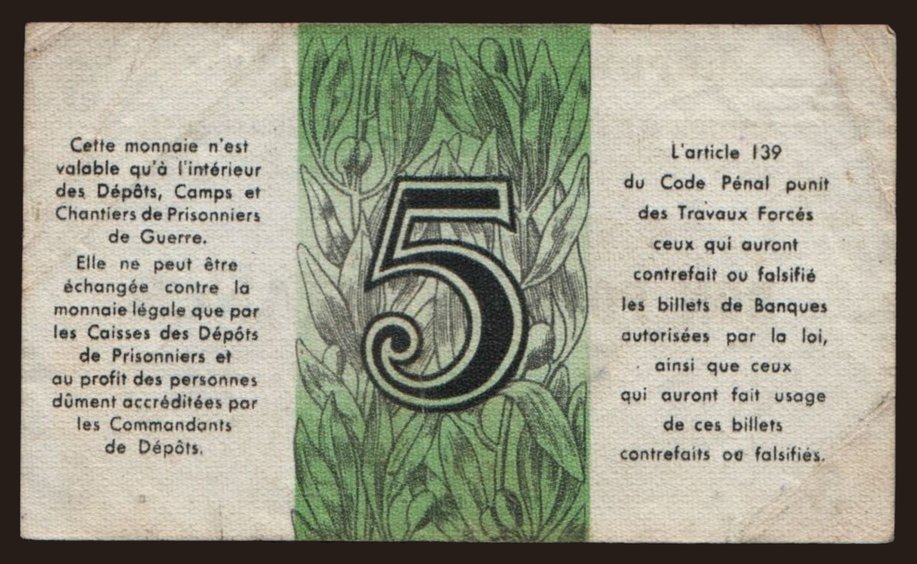 Cette monnaie n'est
valable qu'à l'intérieur
des Dépôts, Camps et
Chantiers de Prisonniers
de Guerre.
Elle ne peut être
échangée contre la
monnaie légale que par
les Caisses des Dépôts
de Prisonniers et
au profit des personnes
dûment accréditées par
les Commandants
de Dépôts.
5
L'article 139
du Code Pénal punit
des Travaux Forcés
ceux qui auront
contrefait ou falsifié
les billets de Banques
autorisées par la loi,
ainsi que ceux
qui auront fait usage
de ces billets
contrefaits ou falsifiés.